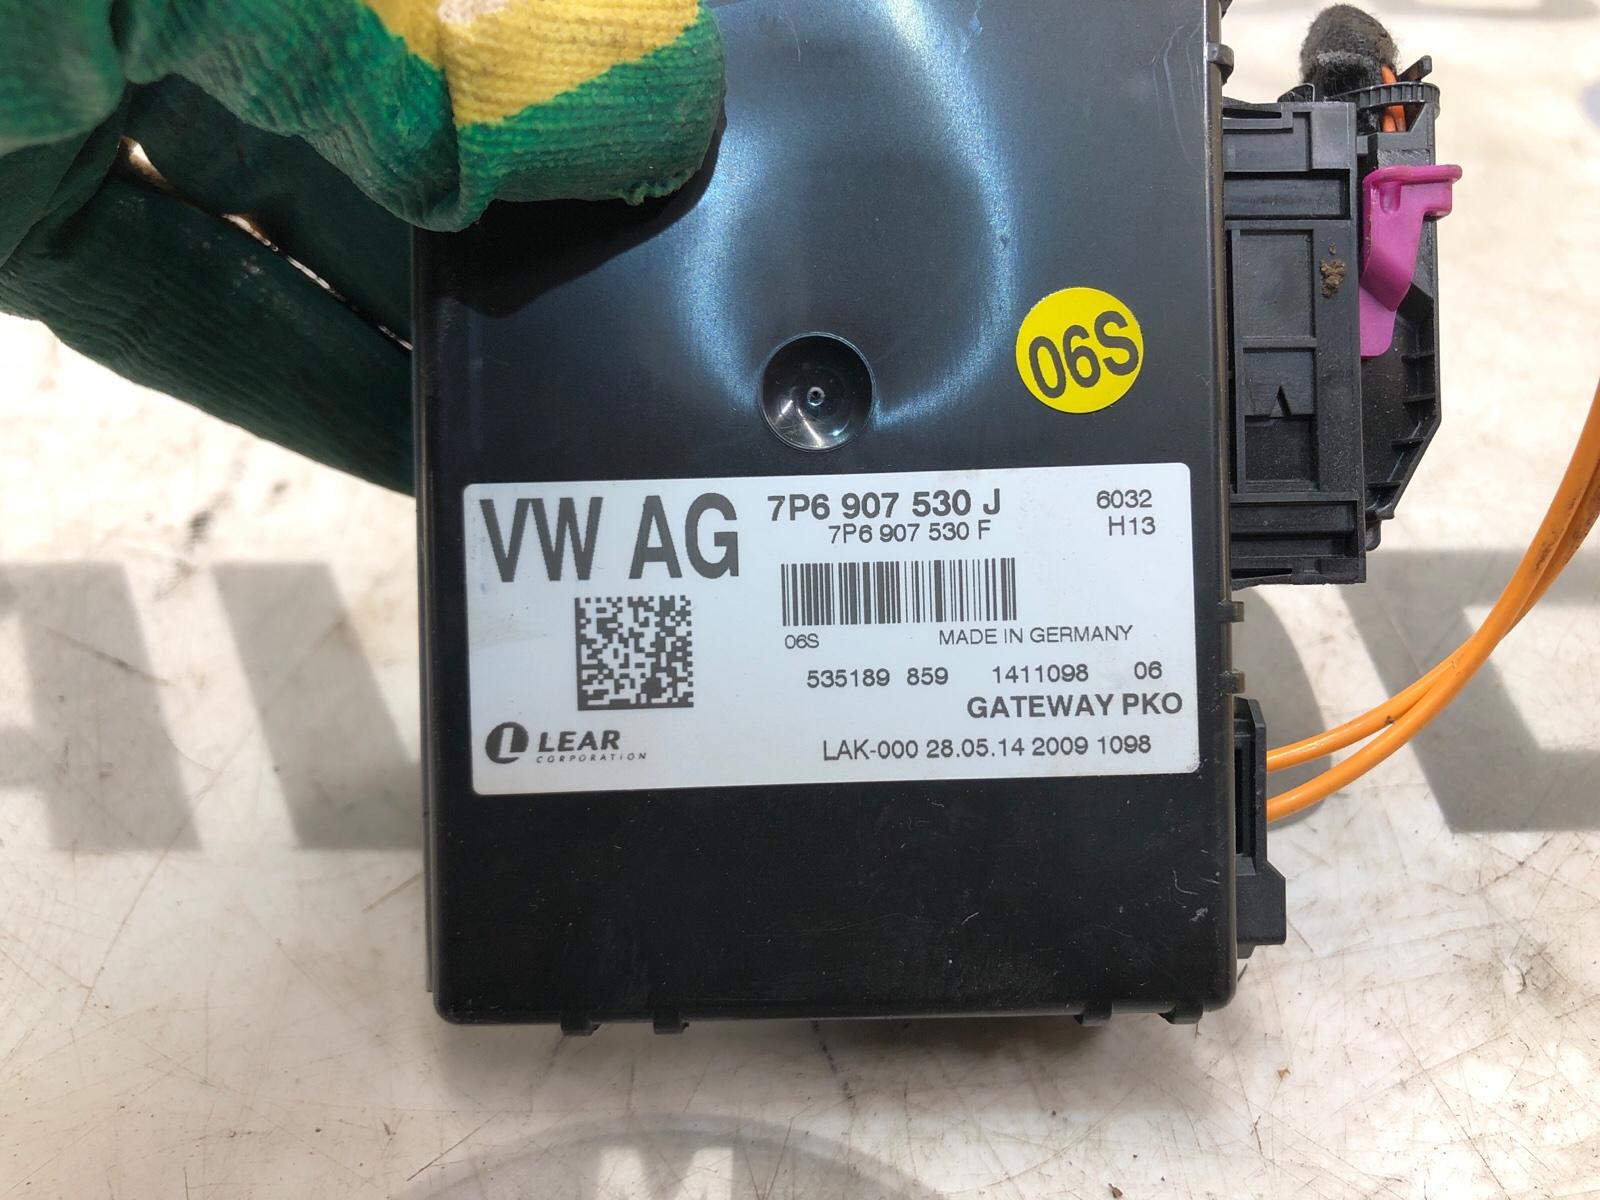 06S
VW AG
7P6 907 530 J
7P6 907 530 F
6032
H13
06S
MADE IN GERMANY
535189 859 1411098 06
GATEWAY PKO
LEAR
CORPORATION
LAK-000 28.05.14 2009 1098
M